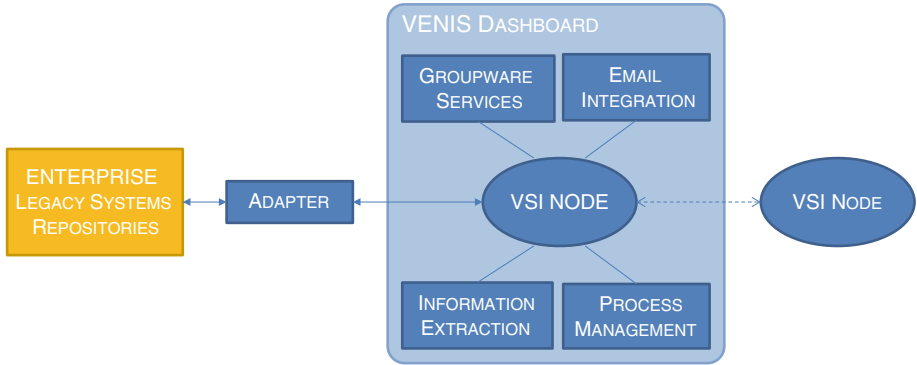 VENIS DASHBOARD
GROUPWARE
SERVICES
EMAIL
INTEGRATION
ENTERPRISE
LEGACY SYSTEMS
REPOSITORIES
ADAPTER
VSI NODE
VSI NODE
INFORMATION
EXTRACTION
PROCESS
MANAGEMENT